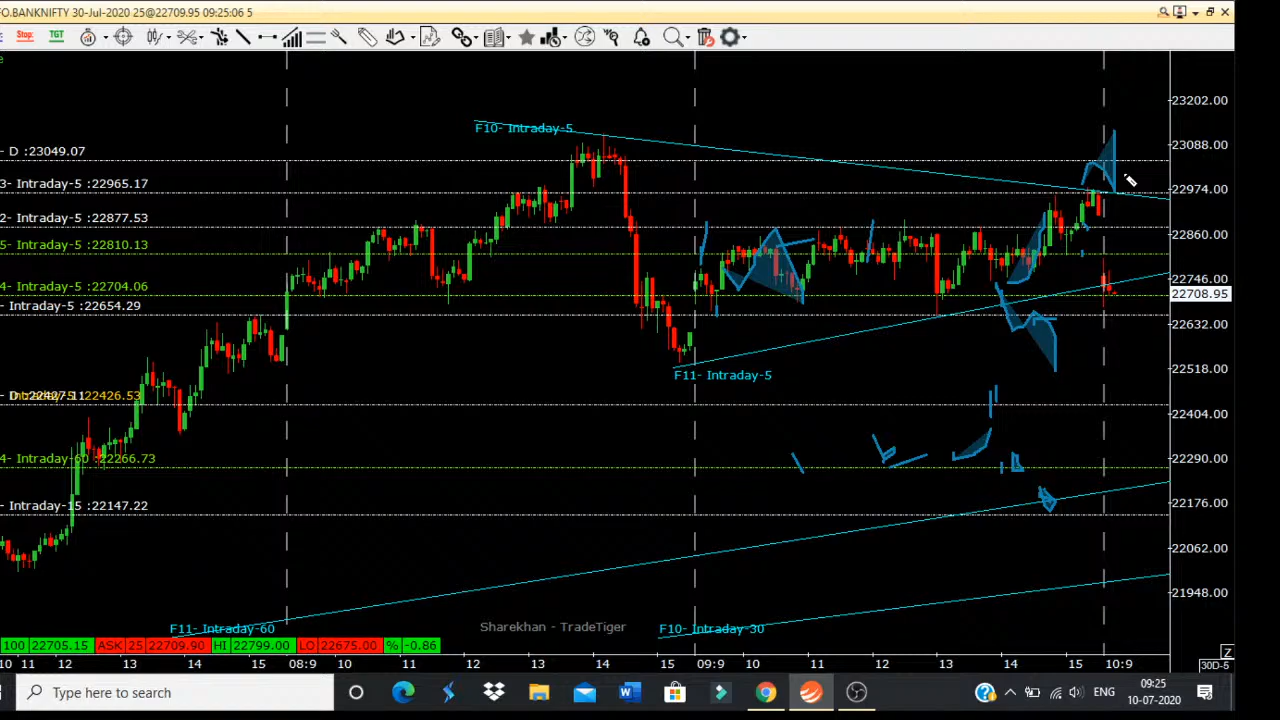 FO.BANKNIFTY 30-Jul-2020 25@22709.95 09:25:06 5
Stop: TGT
e
23202.00
F10- Intraday-5
23088.00
- D :23049.07
3- Intraday-5 :22965.17
22974.00
2- Intraday-5 :22877.53
22860.00
5- Intraday-5 :22810.13
22746.00
4- Intraday-5 :22704.06
22708.95
- Intraday-5 :22654.29
22632.00
F11- Intraday-5
22518.00
:22426.53
22404.00
4- Intraday-60 :22266.73
22290.00
- Intraday-15 :22147.22
22176.00
22062.00
21948.00
F11- Intraday-60
Sharekhan - TradeTiger
F10- Intraday-30
100 22705.15 ASK 25 22709.90 HI 22799.00 LO 22675.00 % -0.86
Z
10 11 12 13 14 15 08:9 10 11 12 13 14 15 09:9 10 11 12 13 14 15 10:9 30D-5
Type here to search
ENG
09:25
10-07-2020